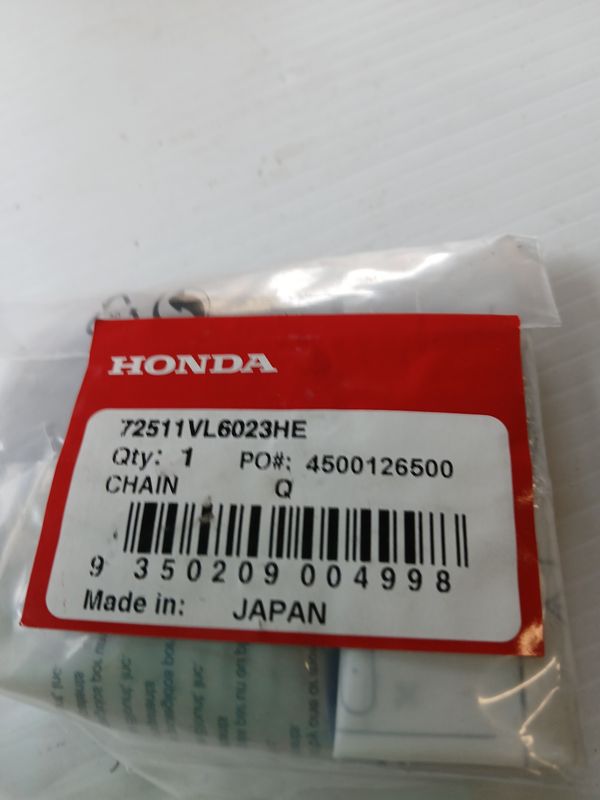 HONDA
72511VL6023HE
Qty: 1 PO#: 4500126500
CHAIN Q
9 350209 004998
Made in: JAPAN